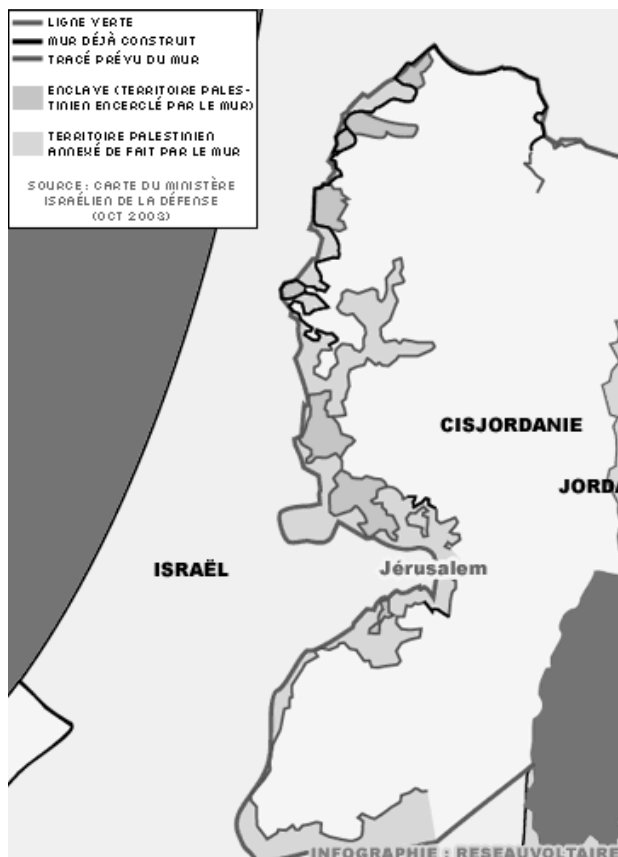 LIGNE VERTE
MUR DÉJÀ CONSTRUIT
TRACÉ PRÉVU DU MUR
ENCLAVE (TERRITOIRE PALES-
TINIEN ENCERCLÉ PAR LE MUR)
TERRITOIRE PALESTINIEN
ANNEXÉ DE FAIT PAR LE MUR
SOURCE : CARTE DU MINISTÈRE
ISRAÉLIEN DE LA DÉFENSE
(OCT 2003)
CISJORDANIE
JORDA
ISRAËL
Jérusalem
INFOGRAPHIE : RESEAUVOLTAIRE